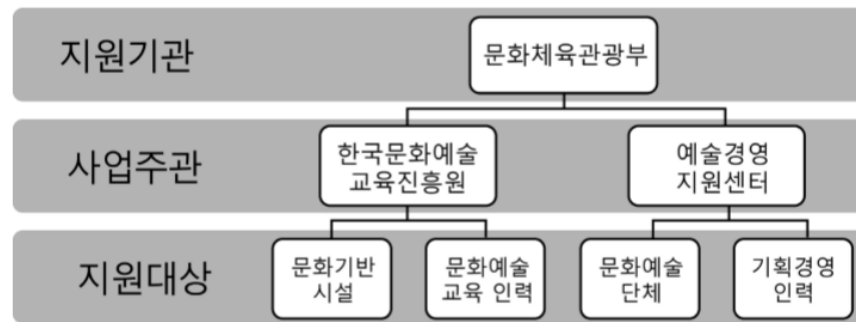 지원기관
문화체육관광부
사업주관
한국문화예술
교육진흥원
예술경영
지원센터
지원대상
문화기반
시설
문화예술
교육 인력
문화예술
단체
기획경영
인력